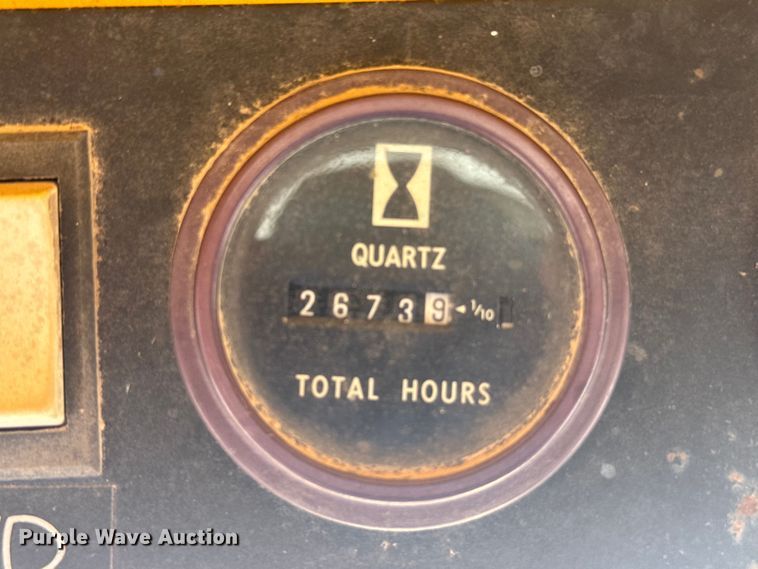 QUARTZ
26739 ◄ 1/10
TOTAL HOURS
D
Purple Wave Auction